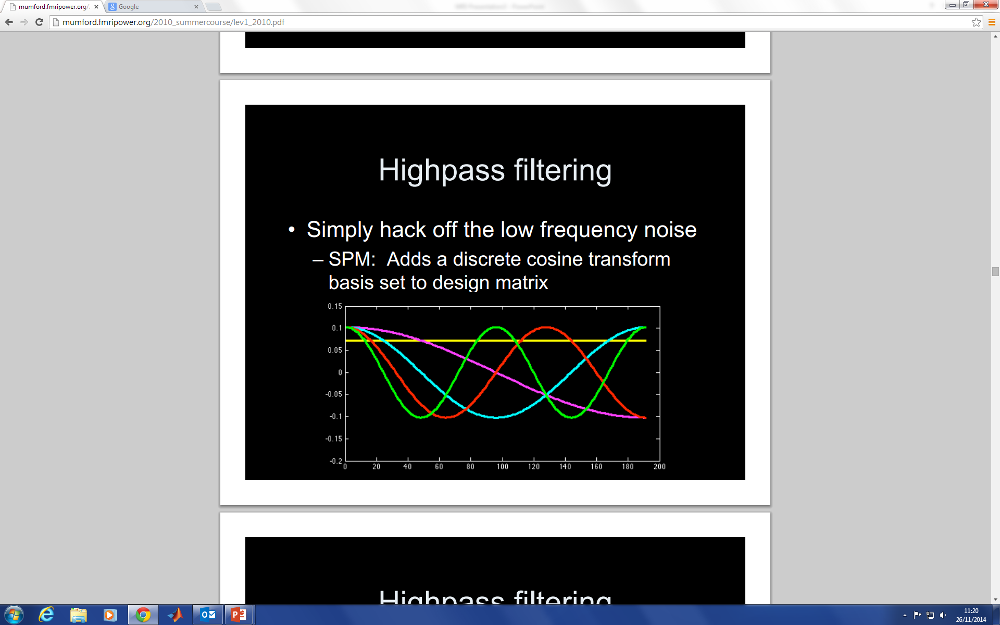 mumford.fmripower.org/
Google
MRI Presentation2 - PowerPoint
mumford.fmripower.org/2010_summercourse/lev1_2010.pdf
Highpass filtering
• Simply hack off the low frequency noise
– SPM: Adds a discrete cosine transform
basis set to design matrix
0.15
0.1
0.05
0
-0.05
-0.1
-0.15
-0.2
0 20 40 60 80 100 120 140 160 180 200
Highpass filtering
11:20
26/11/2014